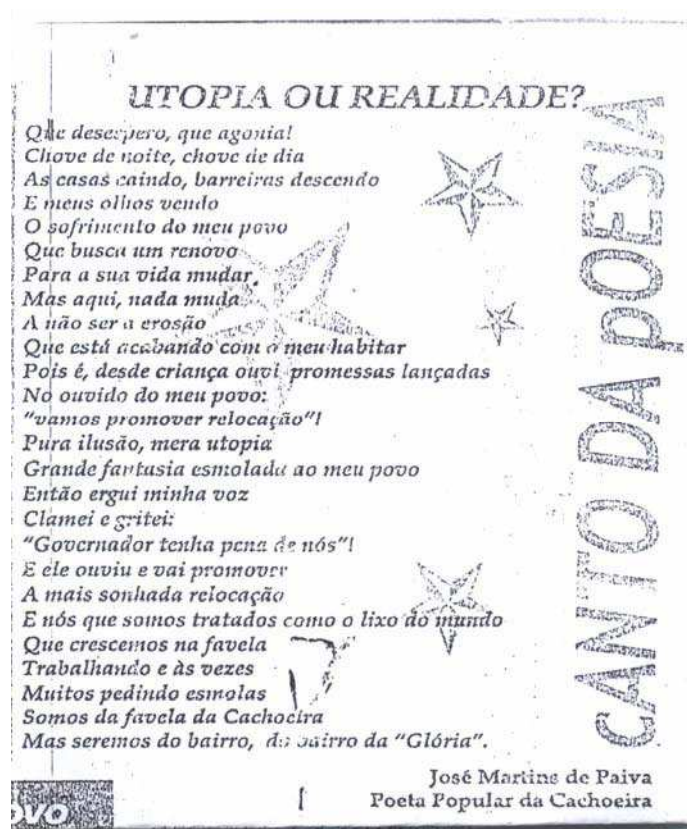 UTOPIA OU REALIDADE?
Que desespero, que agonia!
Chove de noite, chove de dia
As casas caindo, barreiras descendo
E meus olhos vendo
O sofrimento do meu povo
Que busca um renovo
Para a sua vida mudar
Mas aqui, nada muda
A não ser a erosão
Que está acabando com o meu habitar
Pois é, desde criança ouvi promessas lançadas
No ouvido do meu povo:
"vamos promover relocação"!
Pura ilusão, mera utopia
Grande fantasia esmolada ao meu povo
Então ergui minha voz
Clamei e gritei:
"Governador tenha pena de nós"!
E ele ouviu e vai promover
A mais sonhada relocação
E nós que somos tratados como o lixo do mundo
Que crescemos na favela
Trabalhando e às vezes
Muitos pedindo esmolas
Somos da favela da Cachoeira
Mas seremos do bairro, do bairro da "Glória".
José Martins de Paiva
Poeta Popular da Cachoeira
CANTO DA pOESIA
OVO